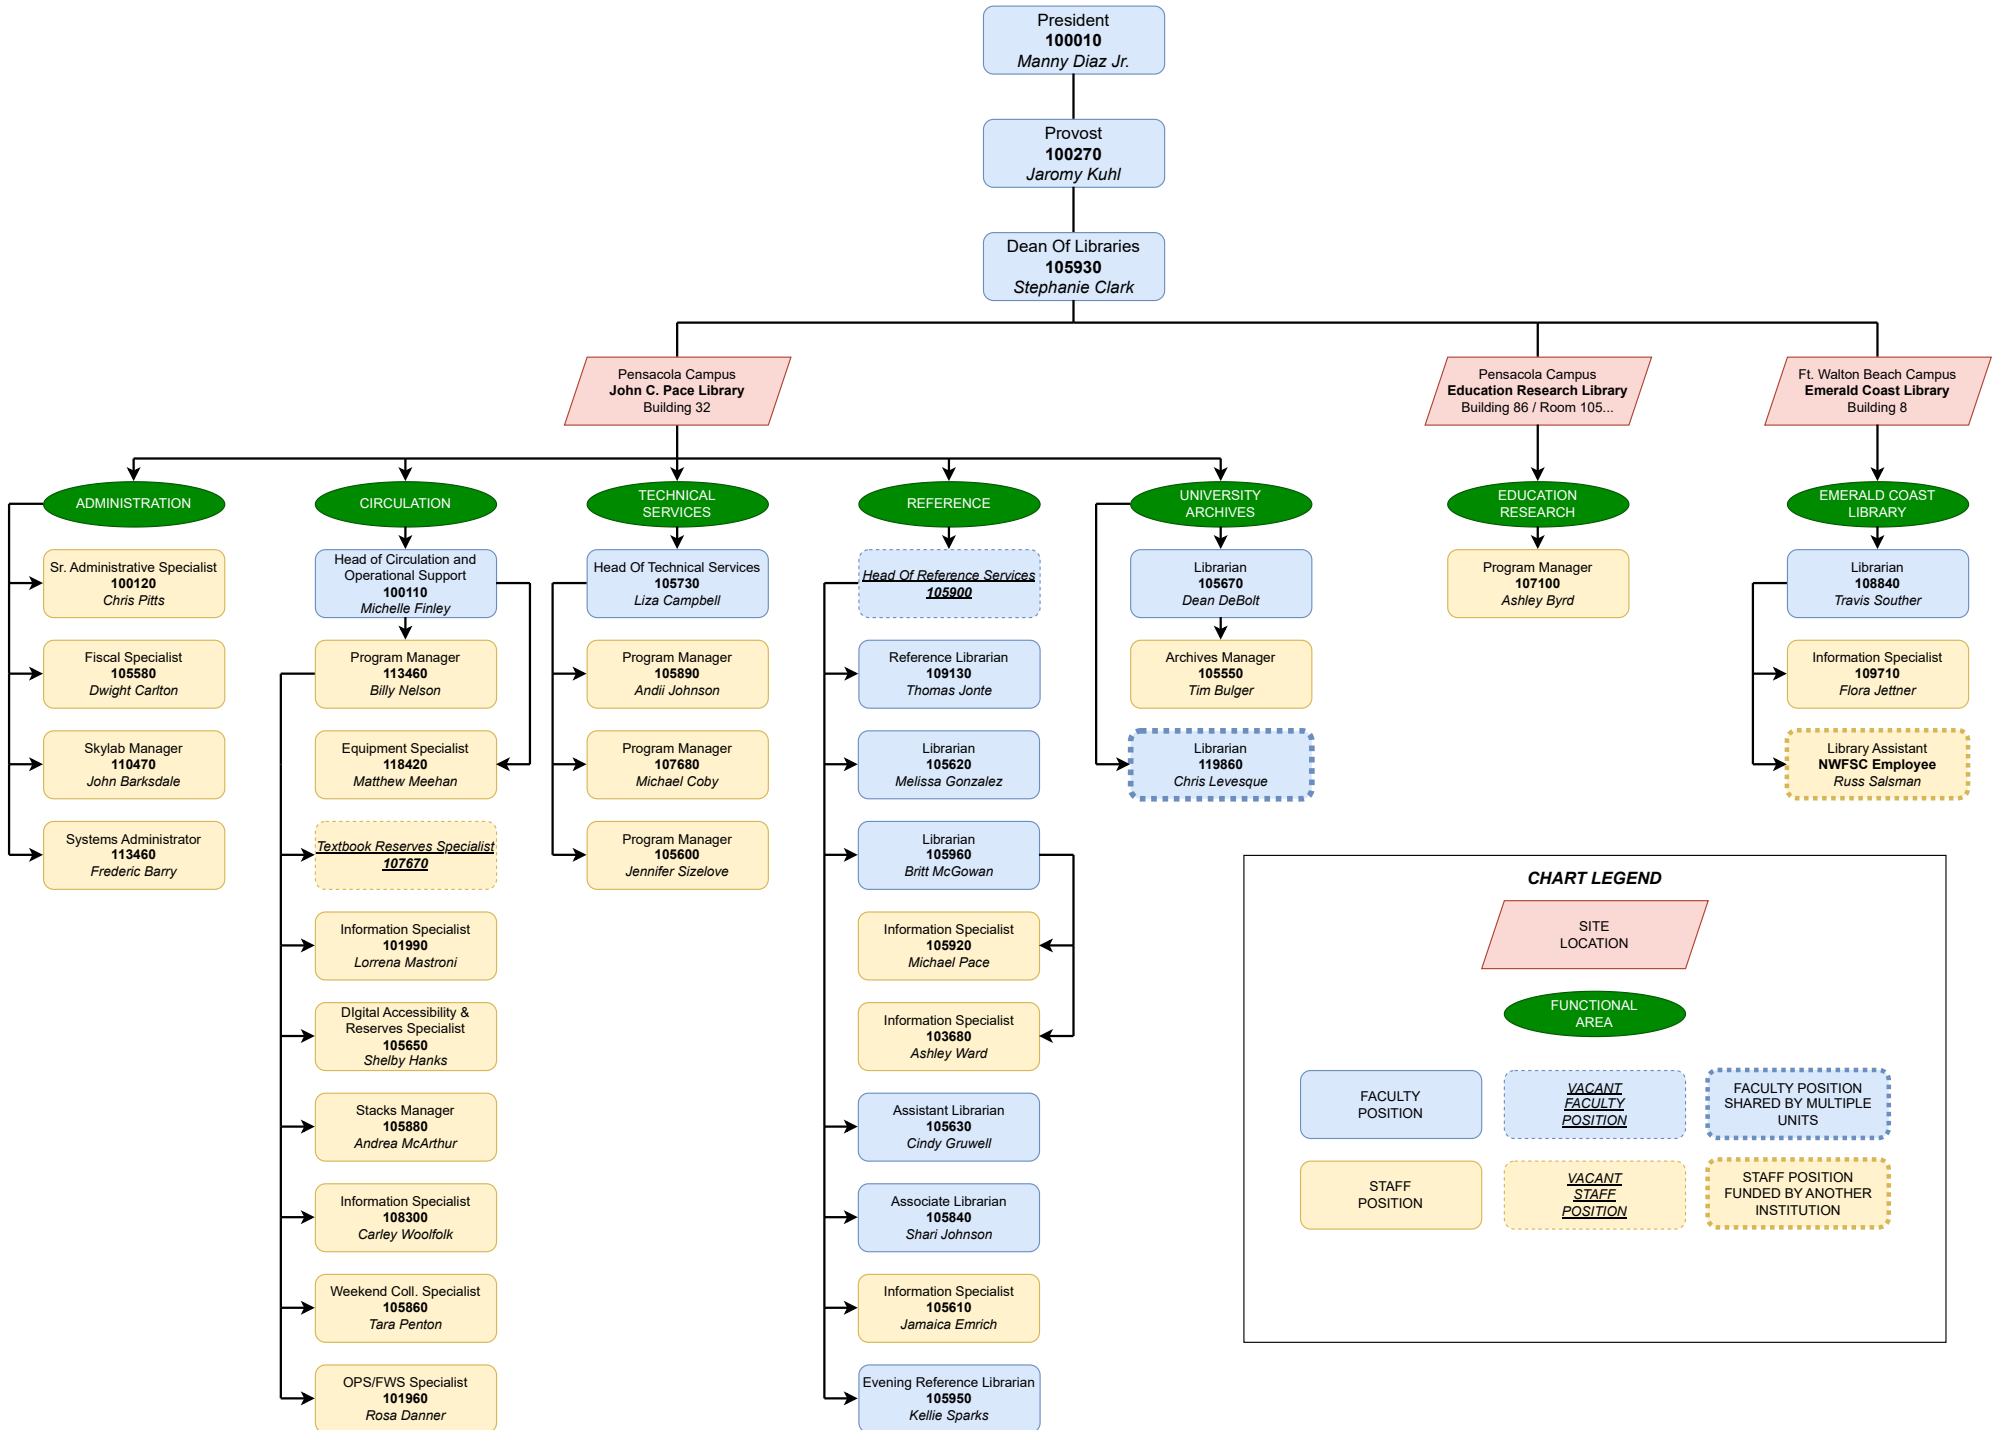 President
100010
Manny Diaz Jr.
Provost
100270
Jaromy Kuhl
Dean Of Libraries
105930
Stephanie Clark
Pensacola Campus
John C. Pace Library
Building 32
Pensacola Campus
Education Research Library
Building 86 / Room 105...
Ft. Walton Beach Campus
Emerald Coast Library
Building 8
ADMINISTRATION
Sr. Administrative Specialist
100120
Chris Pitts
Fiscal Specialist
105580
Dwight Carlton
Skylab Manager
110470
John Barksdale
Systems Administrator
113460
Frederic Barry
CIRCULATION
Head of Circulation and
Operational Support
100110
Michelle Finley
Program Manager
113460
Billy Nelson
Equipment Specialist
118420
Matthew Meehan
Textbook Reserves Specialist
107670
Information Specialist
101990
Lorrena Mastroni
DIgital Accessibility &
Reserves Specialist
105650
Shelby Hanks
Stacks Manager
105880
Andrea McArthur
Information Specialist
108300
Carley Woolfolk
Weekend Coll. Specialist
105860
Tara Penton
OPS/FWS Specialist
101960
Rosa Danner
TECHNICAL
SERVICES
Head Of Technical Services
105730
Liza Campbell
Program Manager
105890
Andii Johnson
Program Manager
107680
Michael Coby
Program Manager
105600
Jennifer Sizelove
REFERENCE
Head Of Reference Services
105900
Reference Librarian
109130
Thomas Jonte
Librarian
105620
Melissa Gonzalez
Librarian
105960
Britt McGowan
Information Specialist
105920
Michael Pace
Information Specialist
103680
Ashley Ward
Assistant Librarian
105630
Cindy Gruwell
Associate Librarian
105840
Shari Johnson
Information Specialist
105610
Jamaica Emrich
Evening Reference Librarian
105950
Kellie Sparks
UNIVERSITY
ARCHIVES
Librarian
105670
Dean DeBolt
Archives Manager
105550
Tim Bulger
Librarian
119860
Chris Levesque
EDUCATION
RESEARCH
Program Manager
107100
Ashley Byrd
EMERALD COAST
LIBRARY
Librarian
108840
Travis Souther
Information Specialist
109710
Flora Jettner
Library Assistant
NWFSC Employee
Russ Salsman
CHART LEGEND
SITE
LOCATION
FUNCTIONAL
AREA
FACULTY
POSITION
VACANT
FACULTY
POSITION
FACULTY POSITION
SHARED BY MULTIPLE
UNITS
STAFF
POSITION
VACANT
STAFF
POSITION
STAFF POSITION
FUNDED BY ANOTHER
INSTITUTION